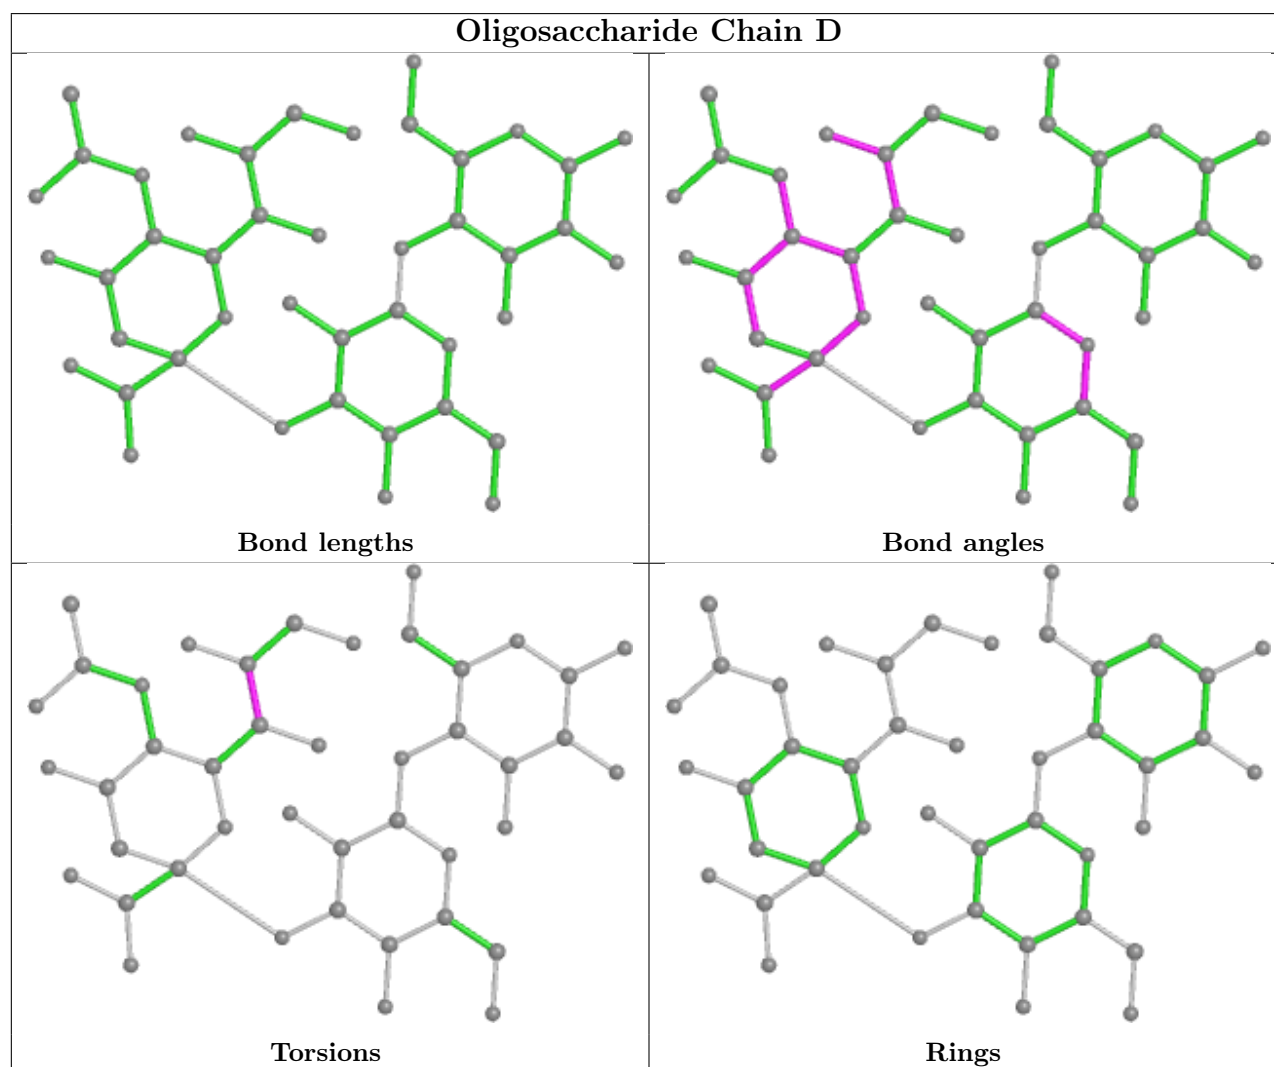 Oligosaccharide Chain D
Bond lengths
Bond angles
Torsions
Rings